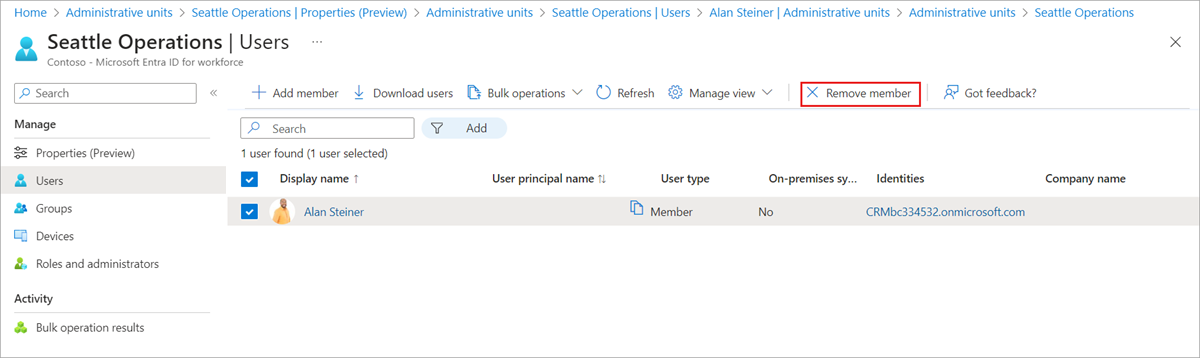 Home > Administrative units > Seattle Operations | Properties (Preview) > Administrative units > Seattle Operations | Users > Alan Steiner | Administrative units > Administrative units > Seattle Operations
Seattle Operations | Users ...
Contoso - Microsoft Entra ID for workforce
Search «
Add member Download users Bulk operations Refresh Manage view Remove member Got feedback?
Manage
Properties (Preview)
Users
Groups
Devices
Roles and administrators
Activity
Bulk operation results
Search Add
1 user found (1 user selected)
Display name ↑ User principal name ↑↓ User type On-premises sy... Identities Company name
Alan Steiner Member No CRMbc334532.onmicrosoft.com